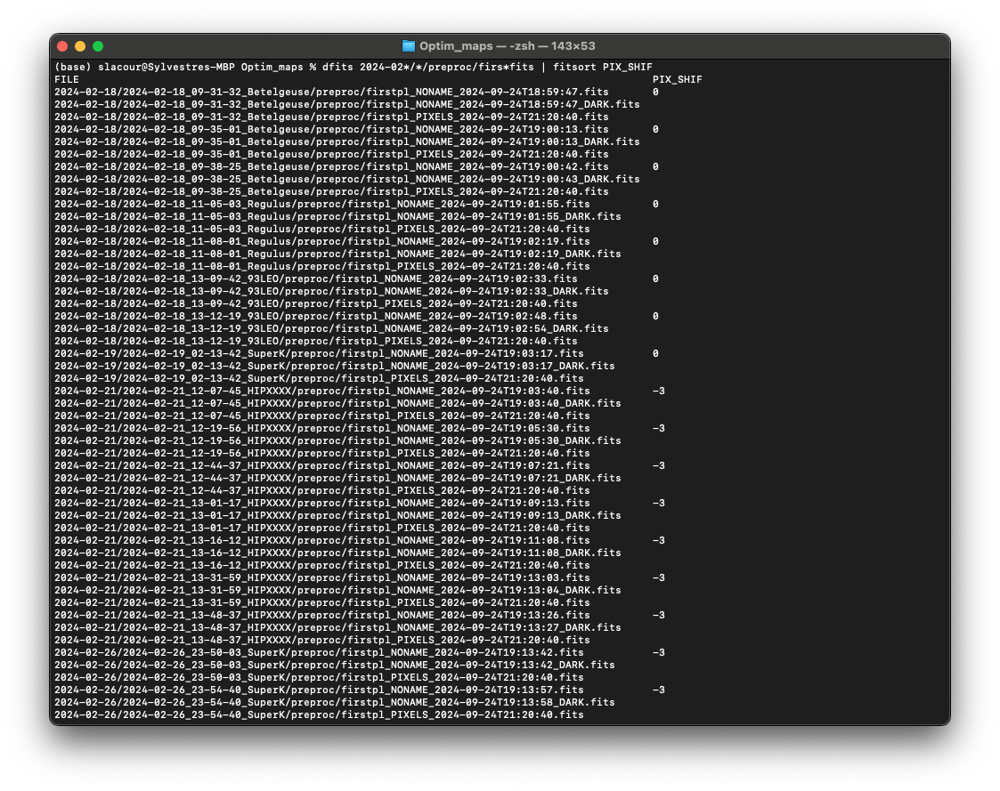 Optim_maps — -zsh — 143×53
(base) slacour@Sylvestres-MBP Optim_maps % dfits 2024-02*/*/preproc/firs*fits | fitsort PIX_SHIF
FILE PIX_SHIF
2024-02-18/2024-02-18_09-31-32_Betelgeuse/preproc/firstpl_NONAME_2024-09-24T18:59:47.fits 0
2024-02-18/2024-02-18_09-31-32_Betelgeuse/preproc/firstpl_NONAME_2024-09-24T18:59:47_DARK.fits
2024-02-18/2024-02-18_09-31-32_Betelgeuse/preproc/firstpl_PIXELS_2024-09-24T21:20:40.fits
2024-02-18/2024-02-18_09-35-01_Betelgeuse/preproc/firstpl_NONAME_2024-09-24T19:00:13.fits 0
2024-02-18/2024-02-18_09-35-01_Betelgeuse/preproc/firstpl_NONAME_2024-09-24T19:00:13_DARK.fits
2024-02-18/2024-02-18_09-35-01_Betelgeuse/preproc/firstpl_PIXELS_2024-09-24T21:20:40.fits
2024-02-18/2024-02-18_09-38-25_Betelgeuse/preproc/firstpl_NONAME_2024-09-24T19:00:42.fits 0
2024-02-18/2024-02-18_09-38-25_Betelgeuse/preproc/firstpl_NONAME_2024-09-24T19:00:43_DARK.fits
2024-02-18/2024-02-18_09-38-25_Betelgeuse/preproc/firstpl_PIXELS_2024-09-24T21:20:40.fits
2024-02-18/2024-02-18_11-05-03_Regulus/preproc/firstpl_NONAME_2024-09-24T19:01:55.fits 0
2024-02-18/2024-02-18_11-05-03_Regulus/preproc/firstpl_NONAME_2024-09-24T19:01:55_DARK.fits
2024-02-18/2024-02-18_11-05-03_Regulus/preproc/firstpl_PIXELS_2024-09-24T21:20:40.fits
2024-02-18/2024-02-18_11-08-01_Regulus/preproc/firstpl_NONAME_2024-09-24T19:02:19.fits 0
2024-02-18/2024-02-18_11-08-01_Regulus/preproc/firstpl_NONAME_2024-09-24T19:02:19_DARK.fits
2024-02-18/2024-02-18_11-08-01_Regulus/preproc/firstpl_PIXELS_2024-09-24T21:20:40.fits
2024-02-18/2024-02-18_13-09-42_93LEO/preproc/firstpl_NONAME_2024-09-24T19:02:33.fits 0
2024-02-18/2024-02-18_13-09-42_93LEO/preproc/firstpl_NONAME_2024-09-24T19:02:33_DARK.fits
2024-02-18/2024-02-18_13-09-42_93LEO/preproc/firstpl_PIXELS_2024-09-24T21:20:40.fits
2024-02-18/2024-02-18_13-12-19_93LEO/preproc/firstpl_NONAME_2024-09-24T19:02:48.fits 0
2024-02-18/2024-02-18_13-12-19_93LEO/preproc/firstpl_NONAME_2024-09-24T19:02:54_DARK.fits
2024-02-18/2024-02-18_13-12-19_93LEO/preproc/firstpl_PIXELS_2024-09-24T21:20:40.fits
2024-02-19/2024-02-19_02-13-42_SuperK/preproc/firstpl_NONAME_2024-09-24T19:03:17.fits 0
2024-02-19/2024-02-19_02-13-42_SuperK/preproc/firstpl_NONAME_2024-09-24T19:03:17_DARK.fits
2024-02-19/2024-02-19_02-13-42_SuperK/preproc/firstpl_PIXELS_2024-09-24T21:20:40.fits
2024-02-21/2024-02-21_12-07-45_HIPXXXX/preproc/firstpl_NONAME_2024-09-24T19:03:40.fits -3
2024-02-21/2024-02-21_12-07-45_HIPXXXX/preproc/firstpl_NONAME_2024-09-24T19:03:40_DARK.fits
2024-02-21/2024-02-21_12-07-45_HIPXXXX/preproc/firstpl_PIXELS_2024-09-24T21:20:40.fits
2024-02-21/2024-02-21_12-19-56_HIPXXXX/preproc/firstpl_NONAME_2024-09-24T19:05:30.fits -3
2024-02-21/2024-02-21_12-19-56_HIPXXXX/preproc/firstpl_NONAME_2024-09-24T19:05:30_DARK.fits
2024-02-21/2024-02-21_12-19-56_HIPXXXX/preproc/firstpl_PIXELS_2024-09-24T21:20:40.fits
2024-02-21/2024-02-21_12-44-37_HIPXXXX/preproc/firstpl_NONAME_2024-09-24T19:07:21.fits -3
2024-02-21/2024-02-21_12-44-37_HIPXXXX/preproc/firstpl_NONAME_2024-09-24T19:07:21_DARK.fits
2024-02-21/2024-02-21_12-44-37_HIPXXXX/preproc/firstpl_PIXELS_2024-09-24T21:20:40.fits
2024-02-21/2024-02-21_13-01-17_HIPXXXX/preproc/firstpl_NONAME_2024-09-24T19:09:13.fits -3
2024-02-21/2024-02-21_13-01-17_HIPXXXX/preproc/firstpl_NONAME_2024-09-24T19:09:13_DARK.fits
2024-02-21/2024-02-21_13-01-17_HIPXXXX/preproc/firstpl_PIXELS_2024-09-24T21:20:40.fits
2024-02-21/2024-02-21_13-16-12_HIPXXXX/preproc/firstpl_NONAME_2024-09-24T19:11:08.fits -3
2024-02-21/2024-02-21_13-16-12_HIPXXXX/preproc/firstpl_NONAME_2024-09-24T19:11:08_DARK.fits
2024-02-21/2024-02-21_13-16-12_HIPXXXX/preproc/firstpl_PIXELS_2024-09-24T21:20:40.fits
2024-02-21/2024-02-21_13-31-59_HIPXXXX/preproc/firstpl_NONAME_2024-09-24T19:13:03.fits -3
2024-02-21/2024-02-21_13-31-59_HIPXXXX/preproc/firstpl_NONAME_2024-09-24T19:13:04_DARK.fits
2024-02-21/2024-02-21_13-31-59_HIPXXXX/preproc/firstpl_PIXELS_2024-09-24T21:20:40.fits
2024-02-21/2024-02-21_13-48-37_HIPXXXX/preproc/firstpl_NONAME_2024-09-24T19:13:26.fits -3
2024-02-21/2024-02-21_13-48-37_HIPXXXX/preproc/firstpl_NONAME_2024-09-24T19:13:27_DARK.fits
2024-02-21/2024-02-21_13-48-37_HIPXXXX/preproc/firstpl_PIXELS_2024-09-24T21:20:40.fits
2024-02-26/2024-02-26_23-50-03_SuperK/preproc/firstpl_NONAME_2024-09-24T19:13:42.fits -3
2024-02-26/2024-02-26_23-50-03_SuperK/preproc/firstpl_NONAME_2024-09-24T19:13:42_DARK.fits
2024-02-26/2024-02-26_23-50-03_SuperK/preproc/firstpl_PIXELS_2024-09-24T21:20:40.fits
2024-02-26/2024-02-26_23-54-40_SuperK/preproc/firstpl_NONAME_2024-09-24T19:13:57.fits -3
2024-02-26/2024-02-26_23-54-40_SuperK/preproc/firstpl_NONAME_2024-09-24T19:13:58_DARK.fits
2024-02-26/2024-02-26_23-54-40_SuperK/preproc/firstpl_PIXELS_2024-09-24T21:20:40.fits